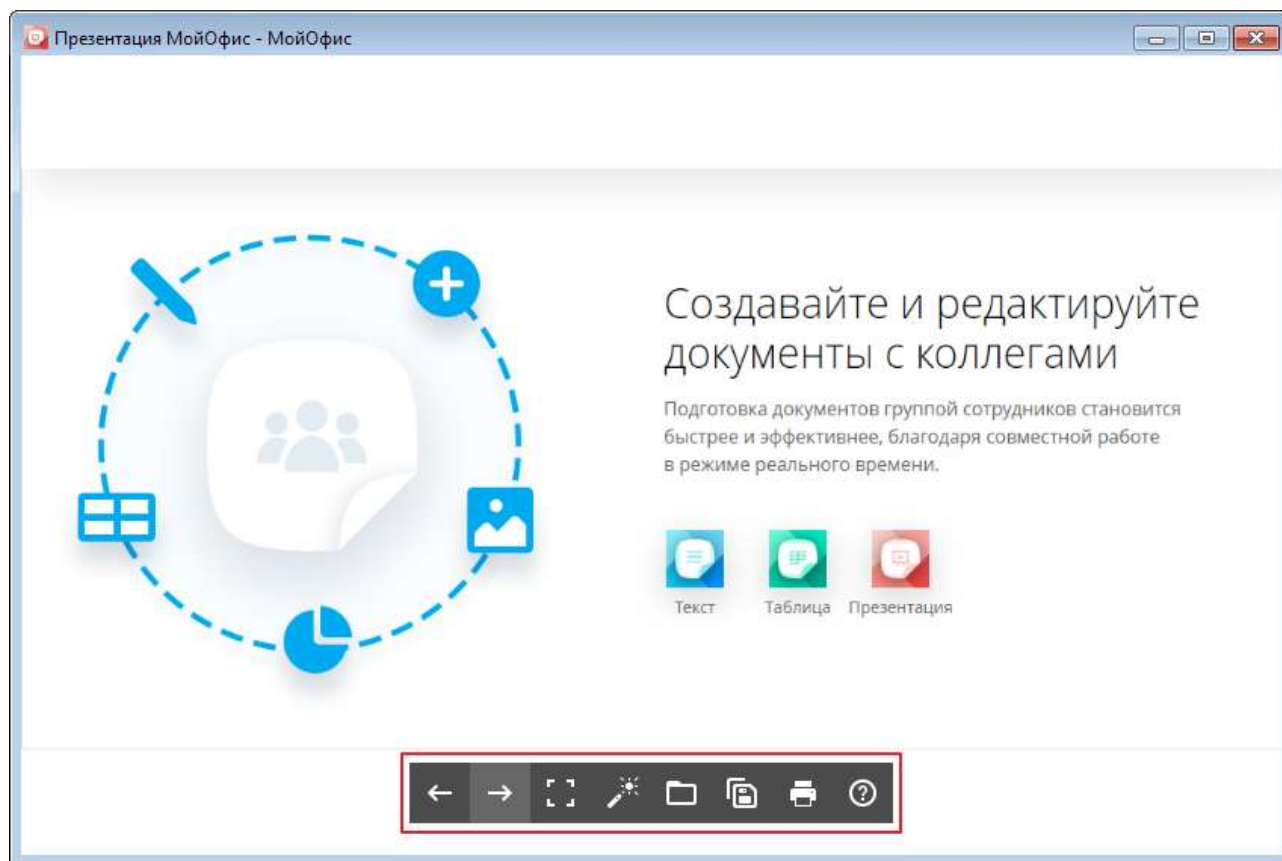 Презентация МойОфис - МойОфис
Создавайте и редактируйте
документы с коллегами
Подготовка документов группой сотрудников становится
быстрее и эффективнее, благодаря совместной работе
в режиме реального времени.
Текст Таблица Презентация